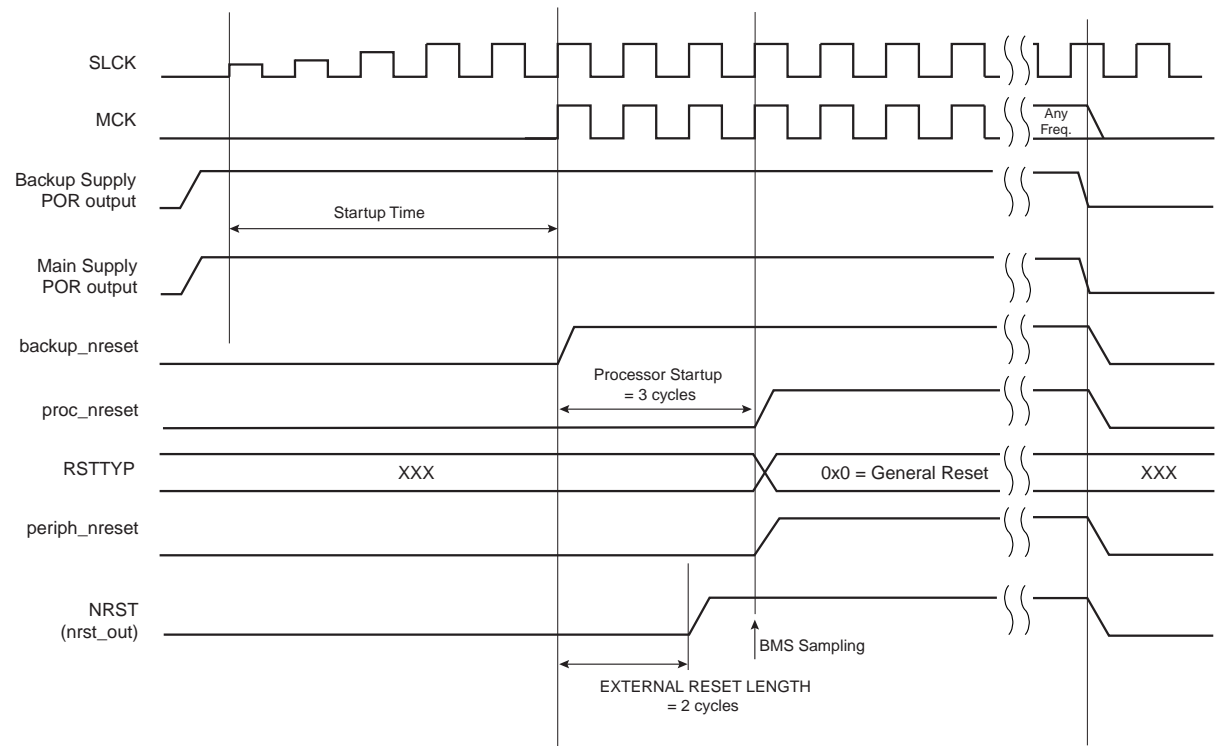 SLCK
MCK
Any
Freq.
Backup Supply
POR output
Startup Time
Main Supply
POR output
backup_nreset
Processor Startup
= 3 cycles
proc_nreset
RSTTYP
XXX
0x0 = General Reset
XXX
periph_nreset
NRST
(nrst_out)
BMS Sampling
EXTERNAL RESET LENGTH
= 2 cycles